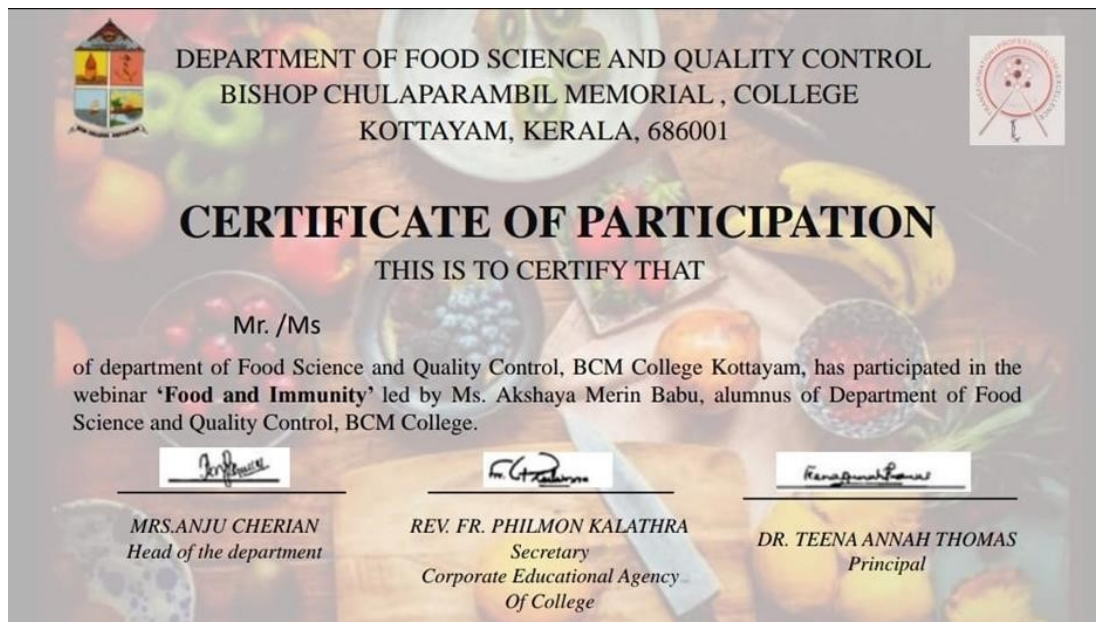 DEPARTMENT OF FOOD SCIENCE AND QUALITY CONTROL
BISHOP CHULAPARAMBIL MEMORIAL , COLLEGE
KOTTAYAM, KERALA, 686001
CERTIFICATE OF PARTICIPATION
THIS IS TO CERTIFY THAT
Mr. /Ms
of department of Food Science and Quality Control, BCM College Kottayam, has participated in the
webinar ‘Food and Immunity’ led by Ms. Akshaya Merin Babu, alumnus of Department of Food
Science and Quality Control, BCM College.
MRS.ANJU CHERIAN
Head of the department
REV. FR. PHILMON KALATHRA
Secretary
Corporate Educational Agency
Of College
DR. TEENA ANNAH THOMAS
Principal